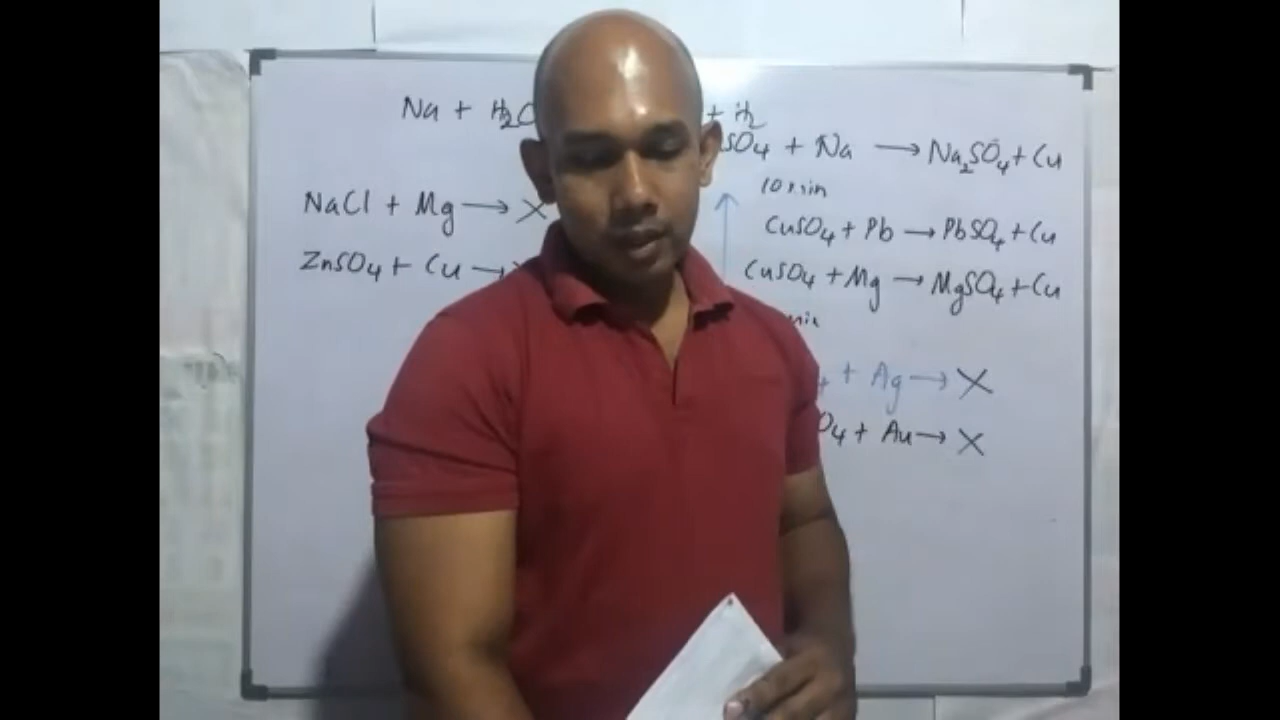 Na + H₂O + H₂
SO₄ + Na → Na₂SO₄ + Cu
10 min
NaCl + Mg → X
CuSO₄ + Pb → PbSO₄ + Cu
ZnSO₄ + Cu →
CuSO₄ + Mg → MgSO₄ + Cu
+ Ag → X
O₄ + Au → X